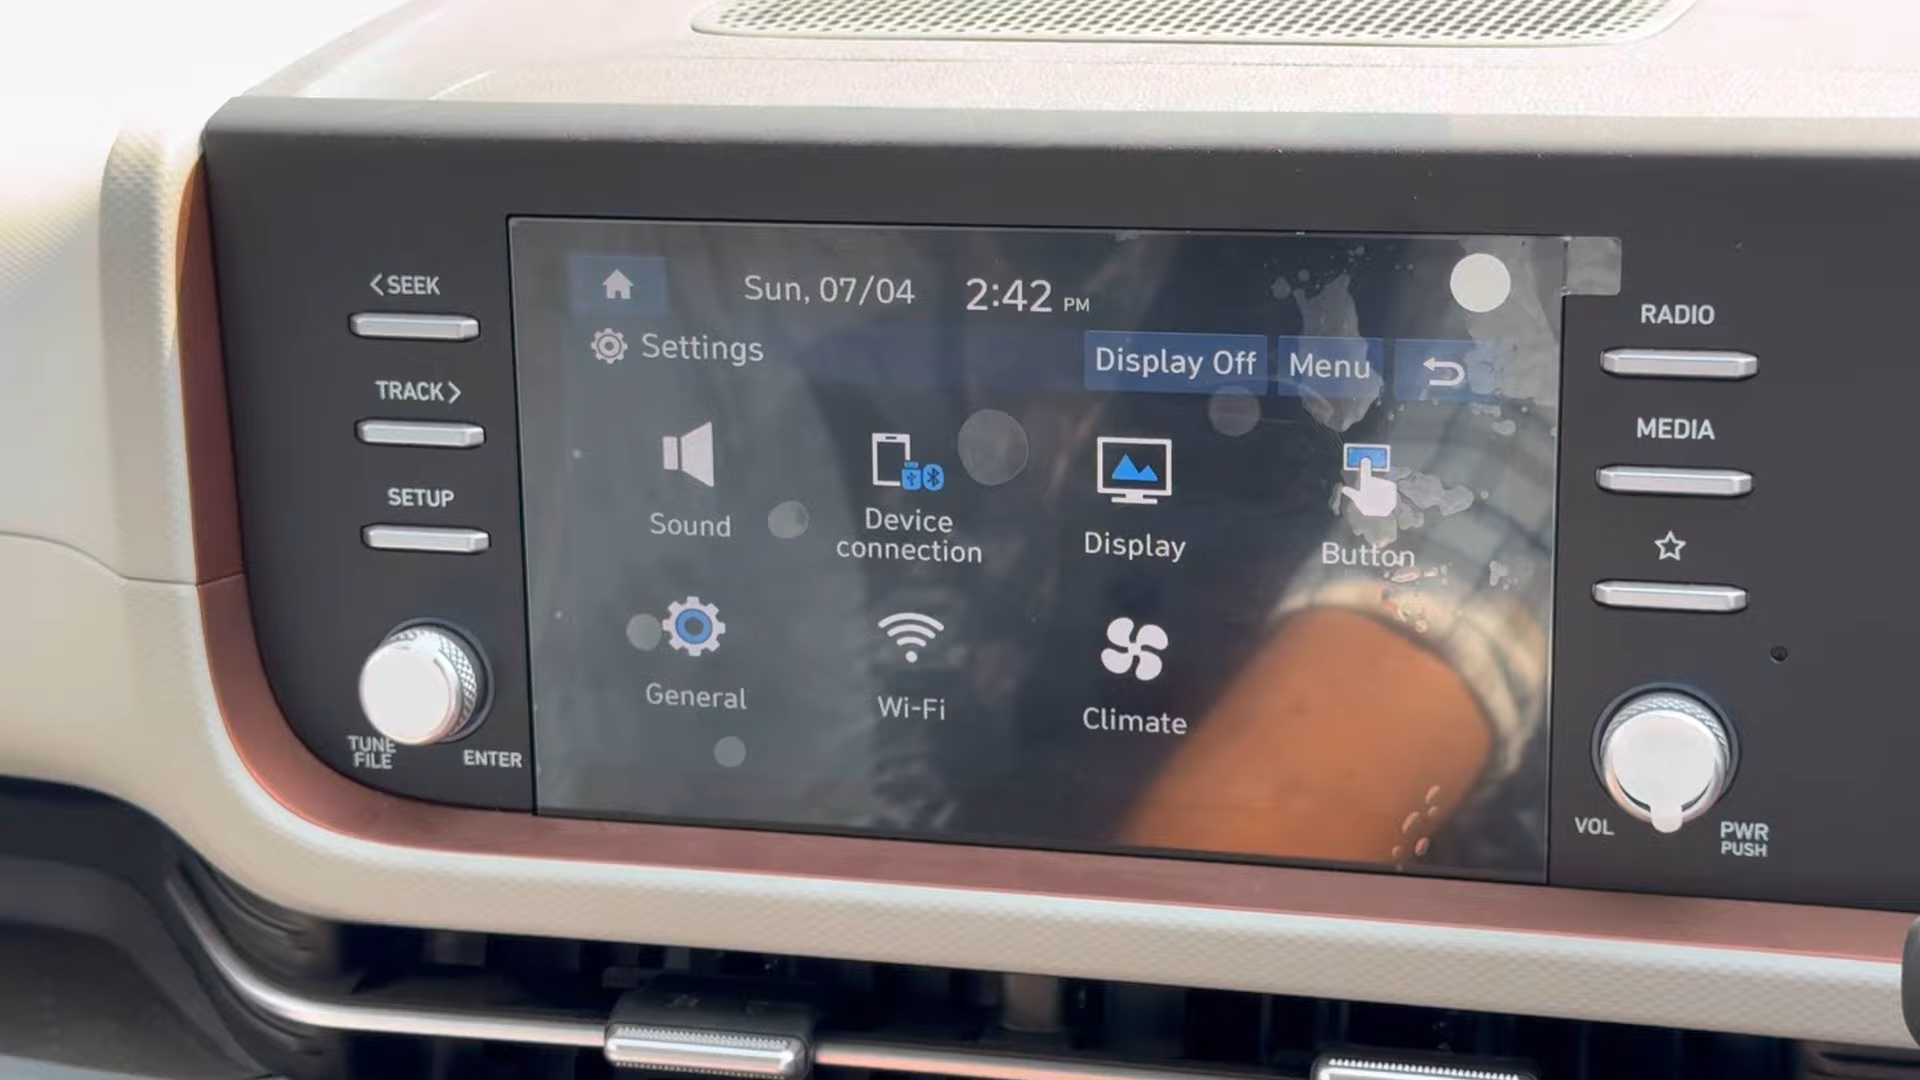 <SEEK
TRACK>
SETUP
TUNE
FILE
ENTER
Sun, 07/04 2:42 PM
Settings
Display Off Menu
Sound
Device
connection
Display
Button
General
Wi-Fi
Climate
RADIO
MEDIA
VOL
PWR
PUSH